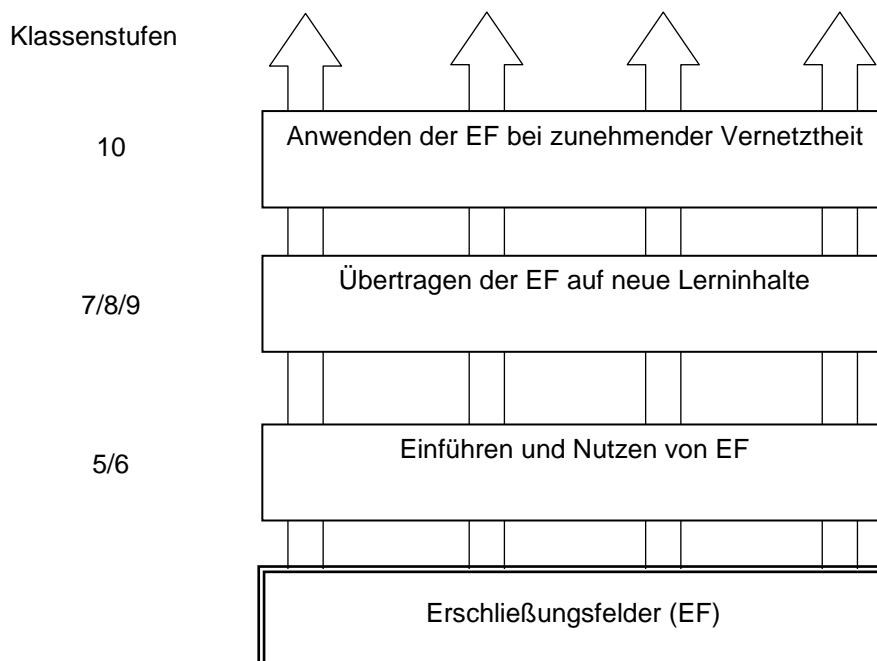 Klassenstufen
10
Anwenden der EF bei zunehmender Vernetztheit
7/8/9
Übertragen der EF auf neue Lerninhalte
5/6
Einführen und Nutzen von EF
Erschließungsfelder (EF)